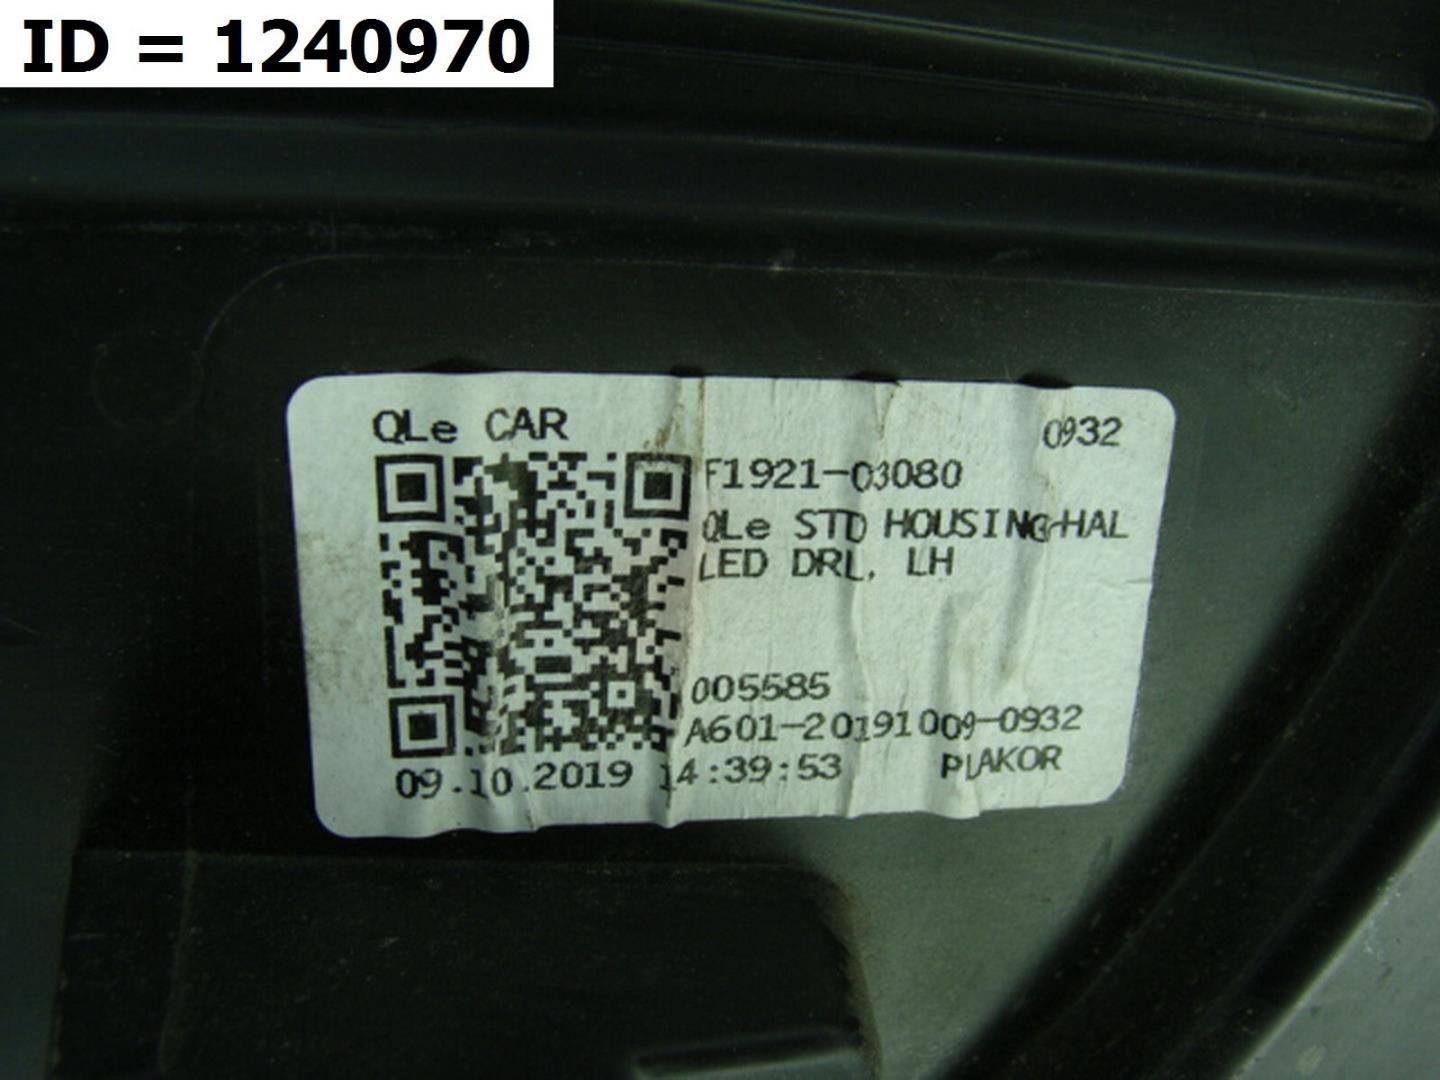 ID = 1240970
QLe CAR 0932
F1921-03080
QLe STD HOUSING-HAL
LED DRL, LH
005585
A601-20191009-0932
09.10.2019 14:39:53 PLAKOR